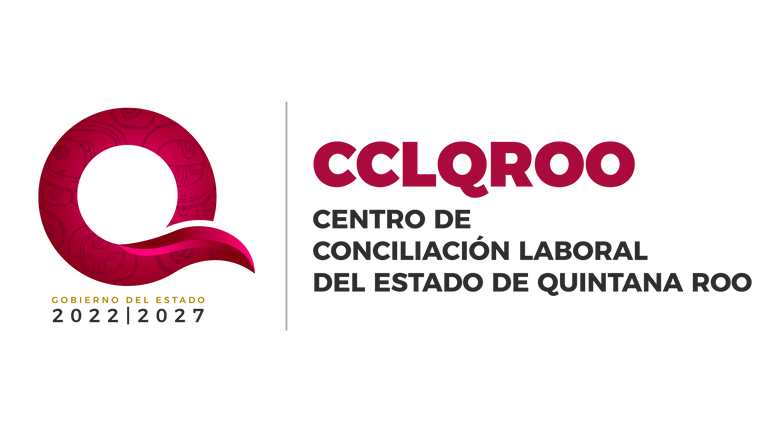 GOBIERNO DEL ESTADO
2022|2027
CCLQROO
CENTRO DE
CONCILIACIÓN LABORAL
DEL ESTADO DE QUINTANA ROO